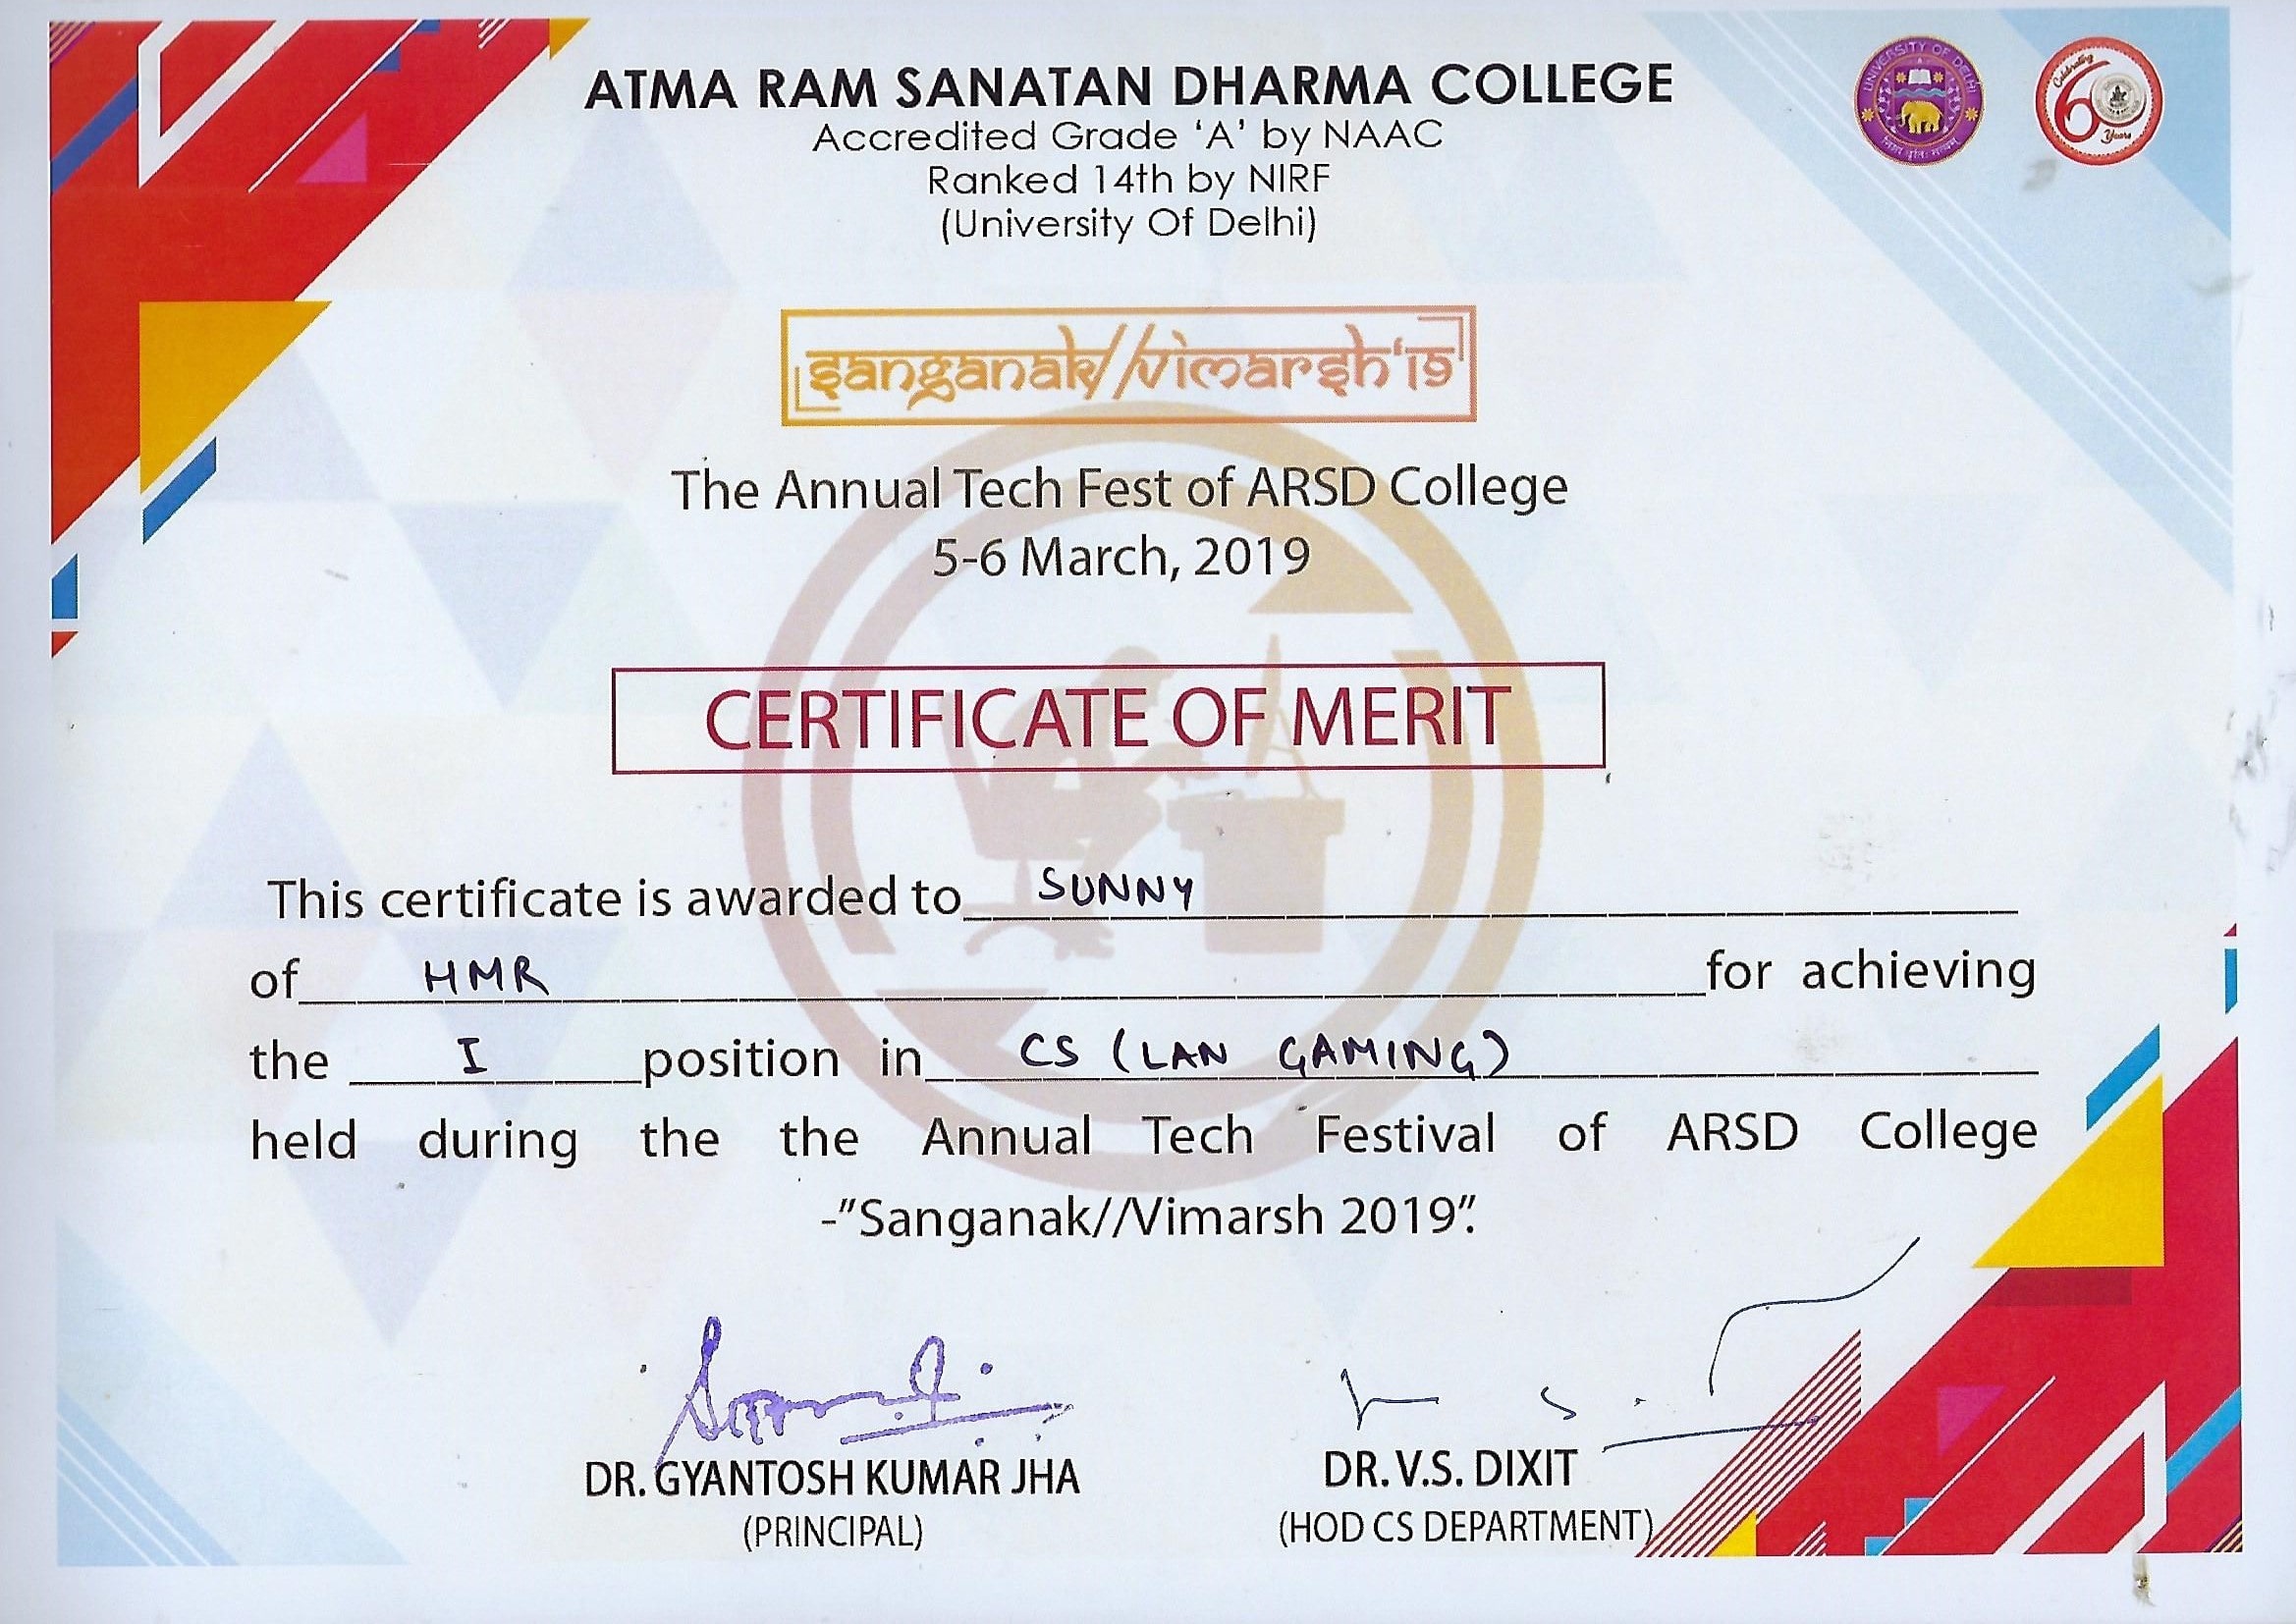 ATMA RAM SANATAN DHARMA COLLEGE
Accredited Grade ‘A’ by NAAC
Ranked 14th by NIRF
(University Of Delhi)
UNIVERSITY OF DELHI
Celebrating
60
Years
sanganak//vimarsh‘19
The Annual Tech Fest of ARSD College
5-6 March, 2019
CERTIFICATE OF MERIT
This certificate is awarded to SUNNY
of HMR for achieving
the I position in CS (LAN GAMING)
held during the the Annual Tech Festival of ARSD College
-”Sanganak//Vimarsh 2019”.
DR. GYANTOSH KUMAR JHA
(PRINCIPAL)
DR. V.S. DIXIT
(HOD CS DEPARTMENT)